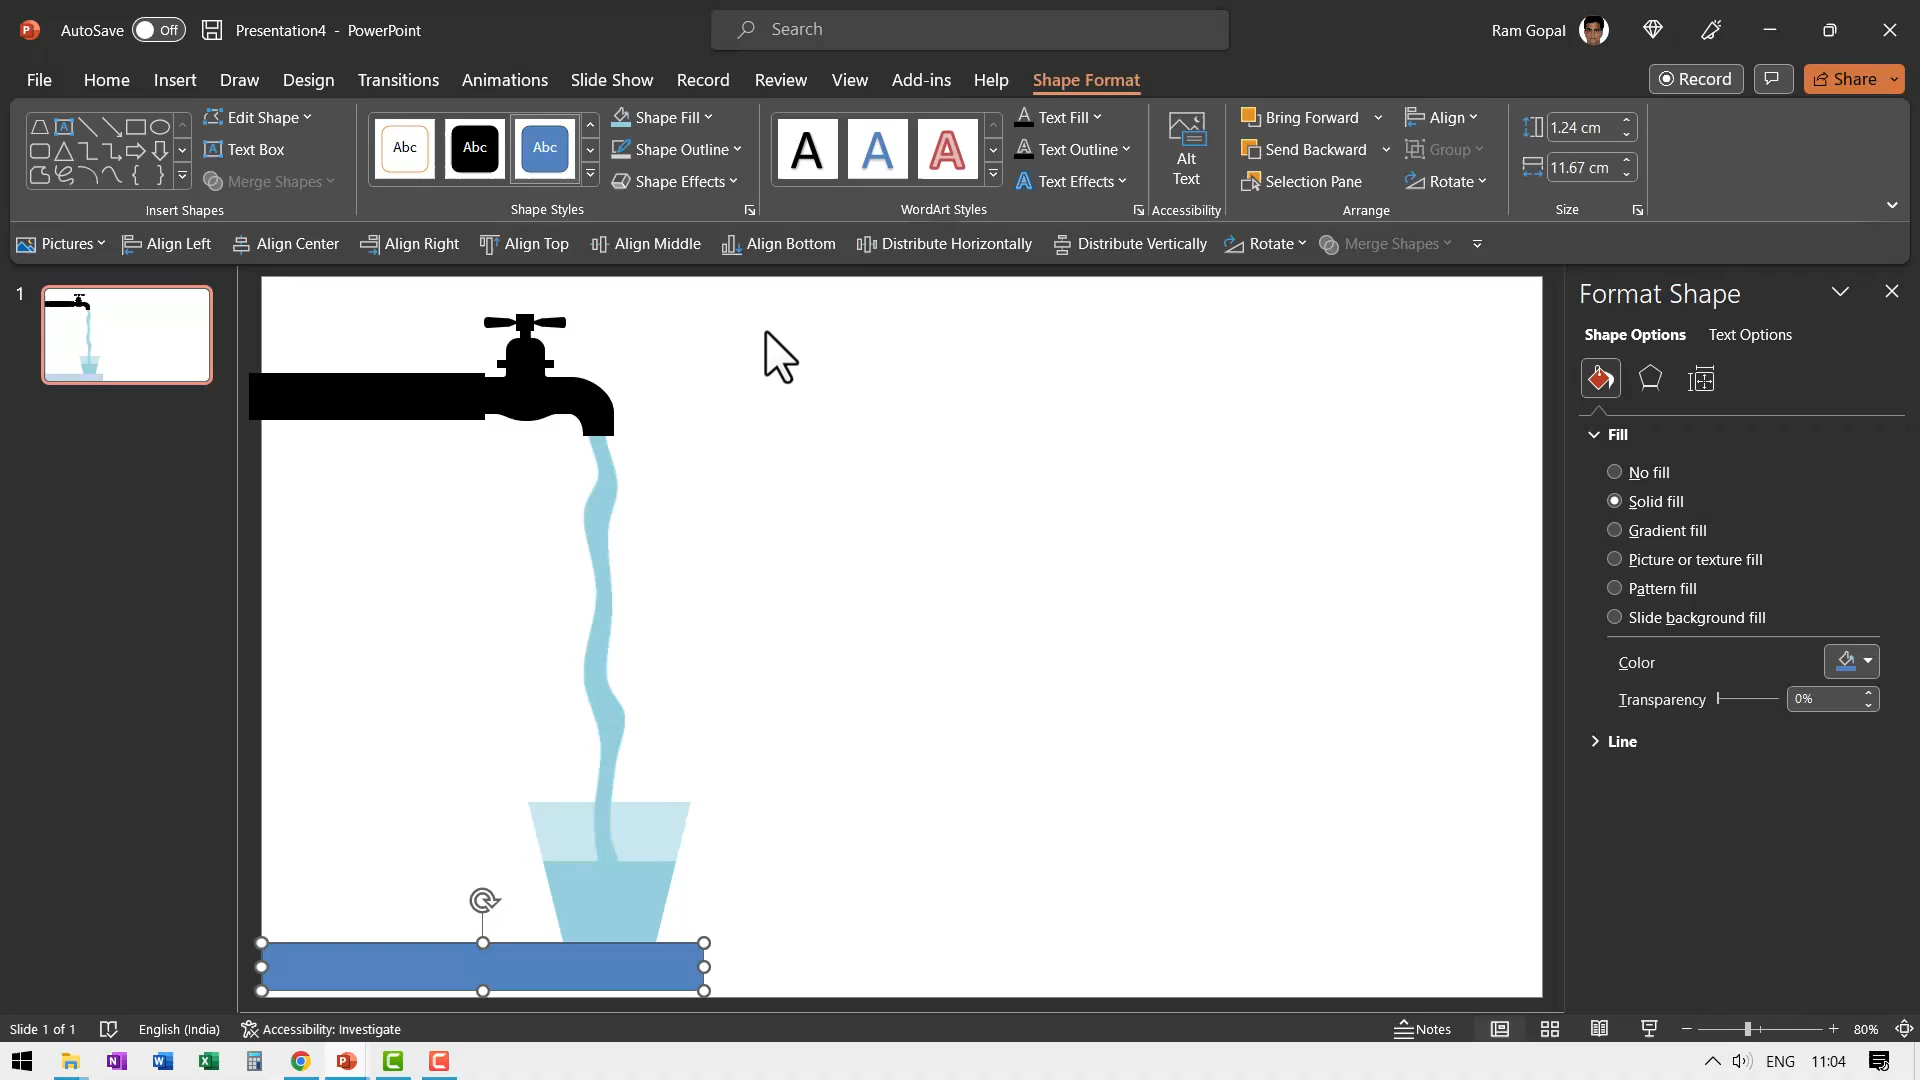 AutoSave Off Presentation4 - PowerPoint Search Ram Gopal
File Home Insert Draw Design Transitions Animations Slide Show Record Review View Add-ins Help Shape Format Record Share
Edit Shape
Text Box
Merge Shapes
Insert Shapes
Abc Abc Abc
Shape Fill
Shape Outline
Shape Effects
Shape Styles
A A A
Text Fill
Text Outline
Text Effects
WordArt Styles
Alt
Text
Accessibility
Bring Forward
Send Backward
Selection Pane
Align
Group
Rotate
Arrange
1.24 cm
11.67 cm
Size
Pictures Align Left Align Center Align Right Align Top Align Middle Align Bottom Distribute Horizontally Distribute Vertically Rotate Merge Shapes
1
Format Shape
Shape Options Text Options
Fill
No fill
Solid fill
Gradient fill
Picture or texture fill
Pattern fill
Slide background fill
Color
Transparency 0%
Line
Slide 1 of 1 English (India) Accessibility: Investigate Notes 80%
ENG 11:04